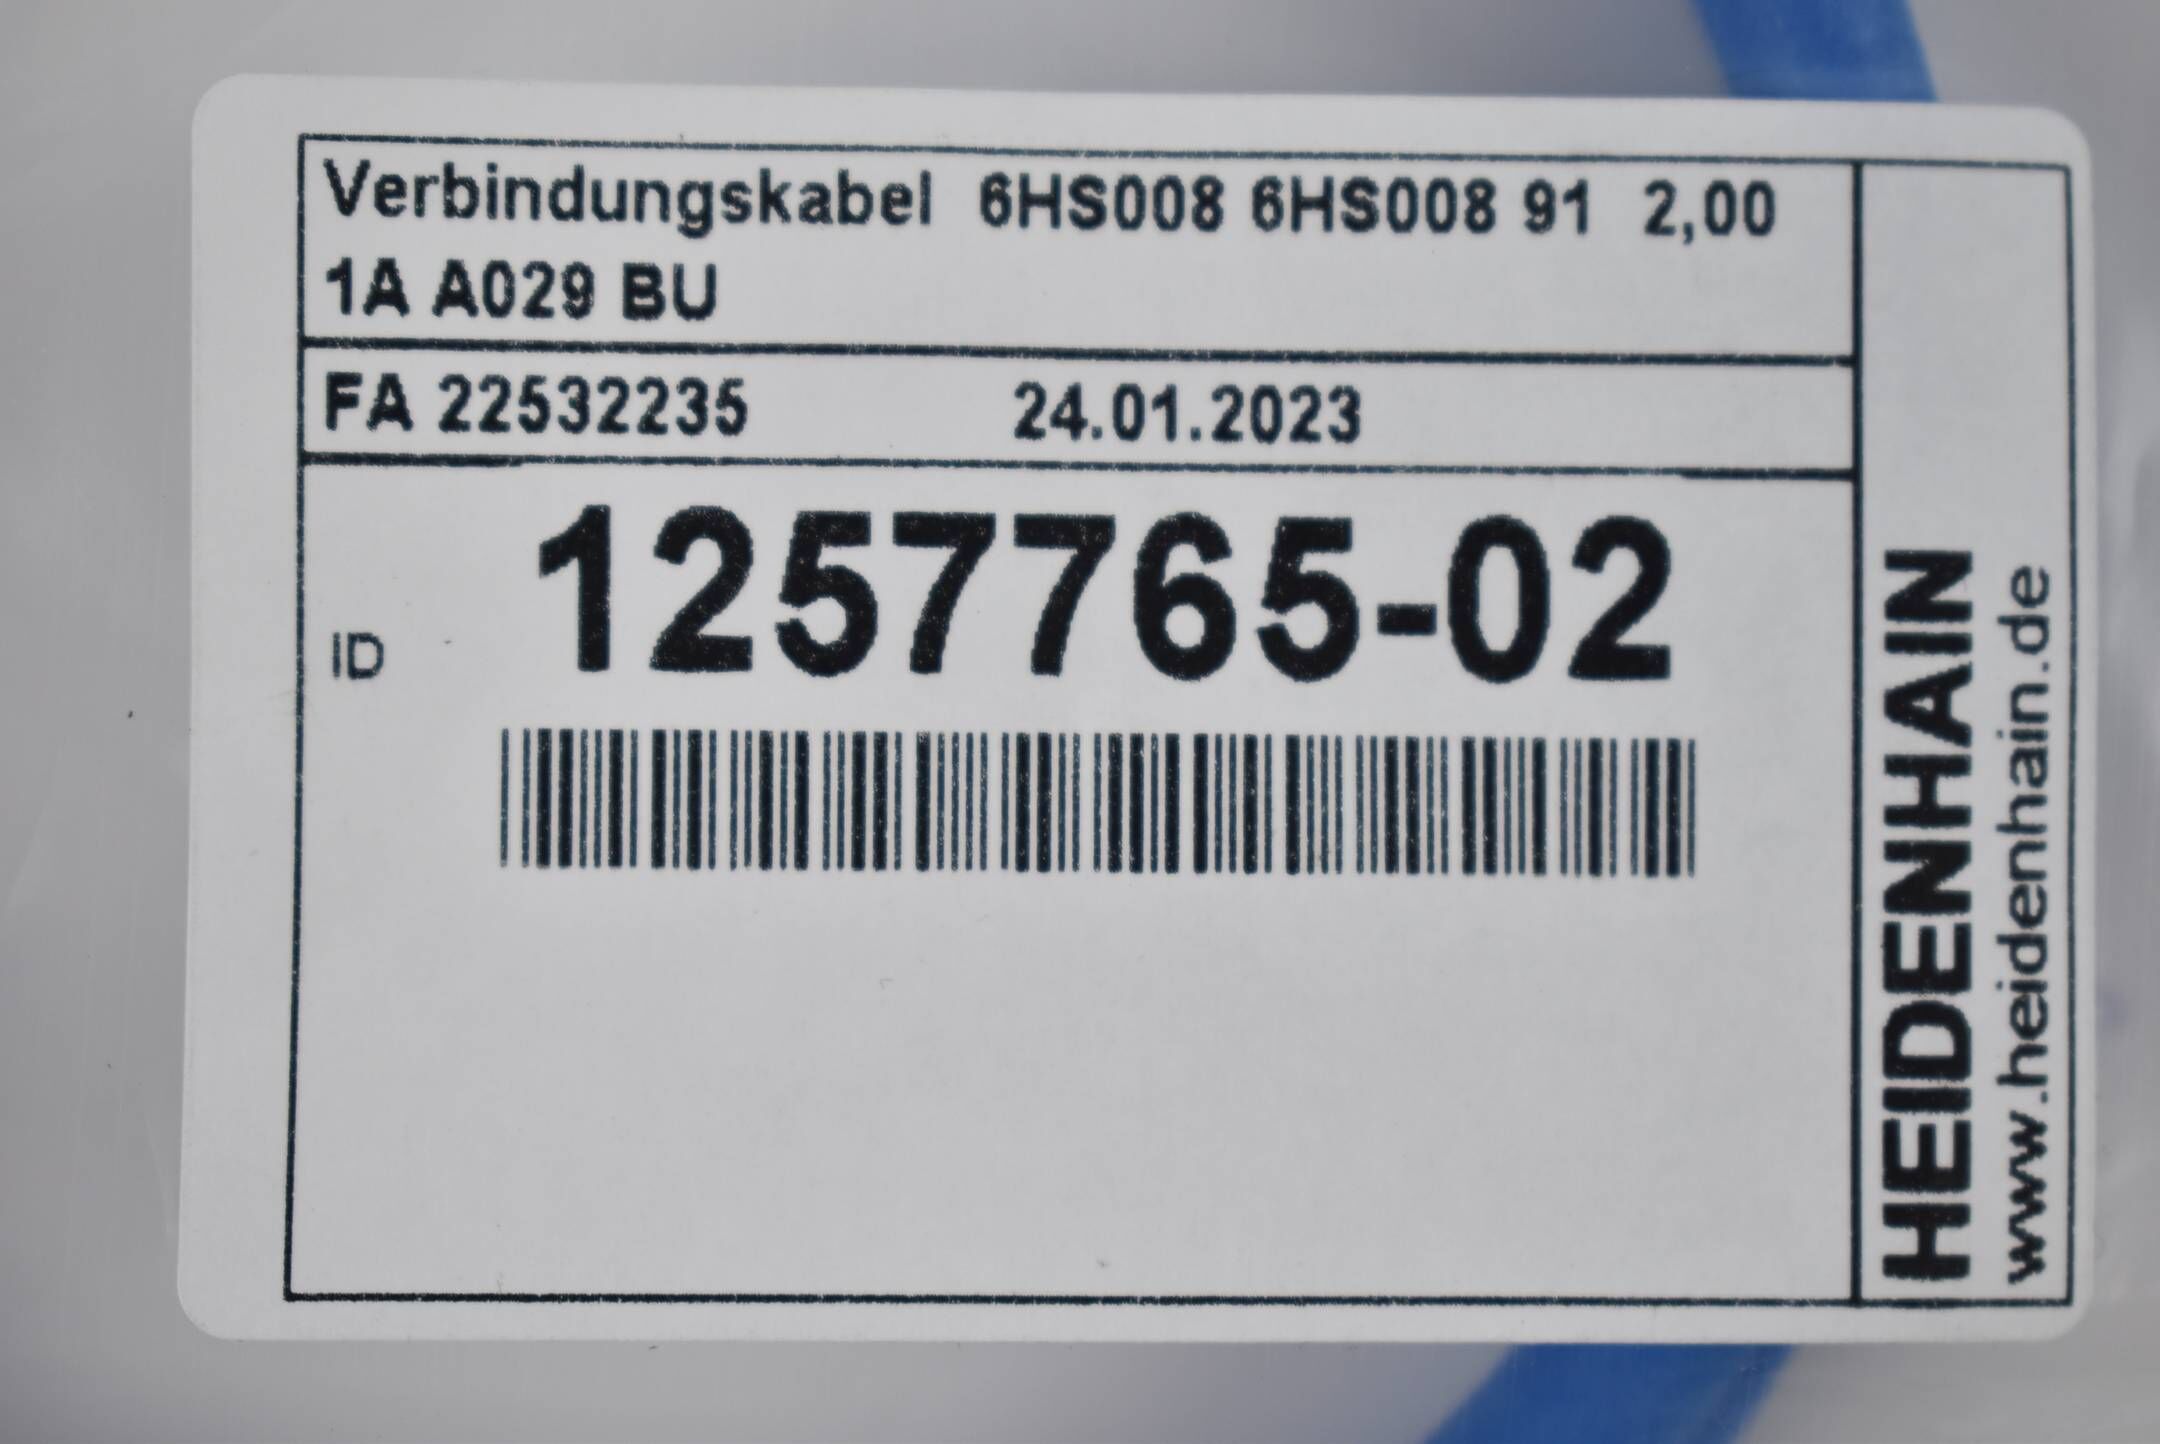 Verbindungskabel 6HS008 6HS008 91 2,00
1A A029 BU
FA 22532235 24.01.2023
ID 1257765-02
HEIDENHAIN
www.heidenhain.de